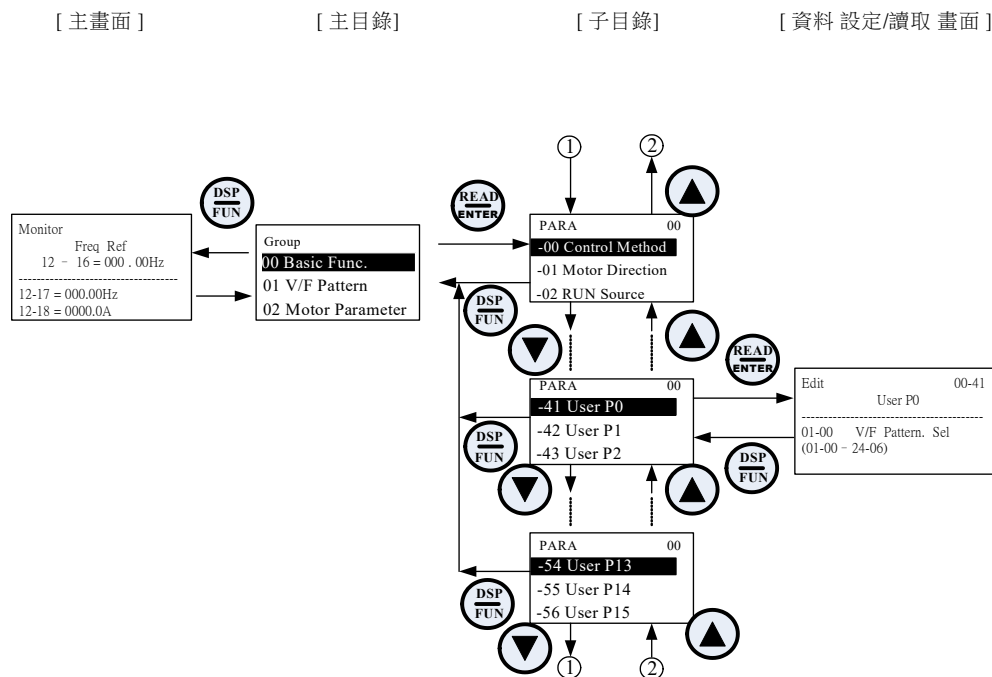 [ 主畫面 ]
[ 主目錄]
[ 子目錄]
[ 資料 設定/讀取 畫面 ]
1
2
DSP
FUN
READ
ENTER
Monitor
Freq Ref
12 - 16 = 000 . 00Hz
12-17 = 000.00Hz
12-18 = 0000.0A
Group
00 Basic Func.
01 V/F Pattern
02 Motor Parameter
PARA 00
-00 Control Method
-01 Motor Direction
-02 RUN Source
DSP
FUN
READ
ENTER
PARA 00
-41 User P0
-42 User P1
-43 User P2
Edit 00-41
User P0
01-00 V/F Pattern. Sel
(01-00 - 24-06)
DSP
FUN
DSP
FUN
PARA 00
-54 User P13
-55 User P14
-56 User P15
DSP
FUN
1
2